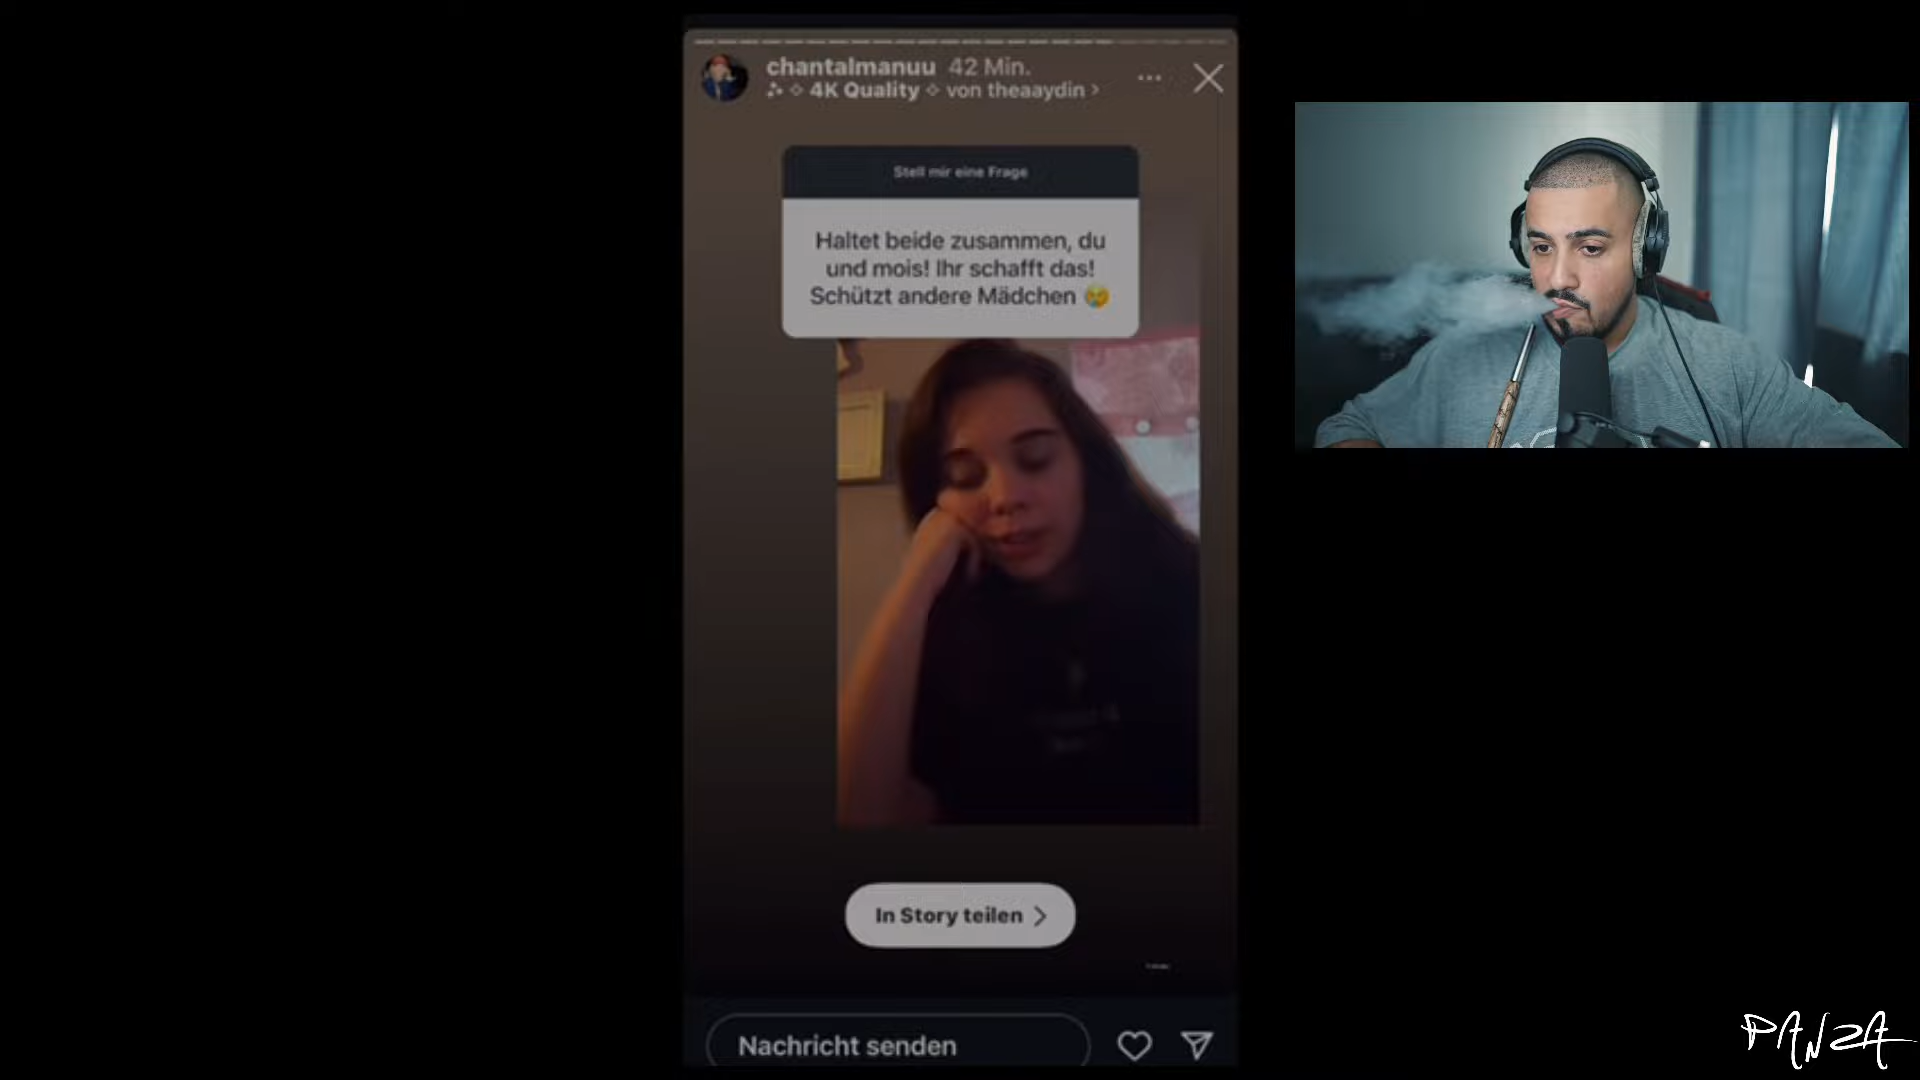 chantalmanuu 42 Min.
4K Quality ✧ von theaaydin >
Stell mir eine Frage
Haltet beide zusammen, du
und mois! Ihr schafft das!
Schützt andere Mädchen 😢
In Story teilen >
Nachricht senden
PANZA